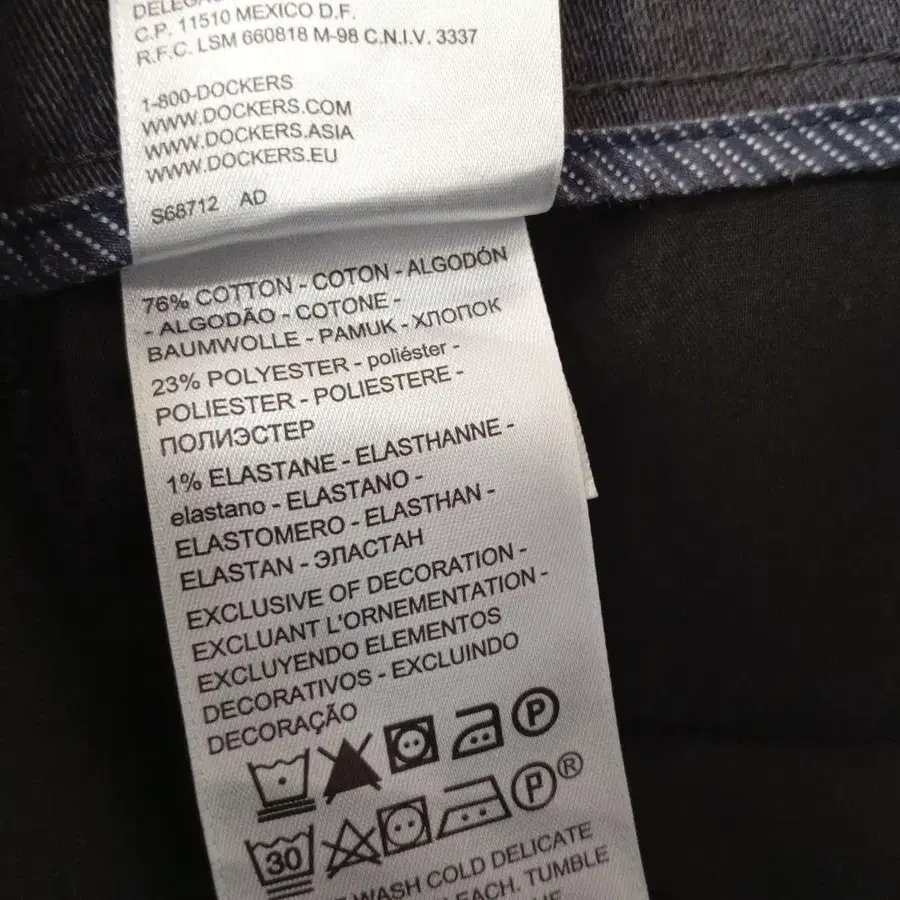 C.P. 11510 MEXICO D.F.
R.F.C. LSM 660818 M-98 C.N.I.V. 3337
1-800-DOCKERS
WWW.DOCKERS.COM
WWW.DOCKERS.ASIA
WWW.DOCKERS.EU
S68712 AD
76% COTTON - COTON - ALGODÓN
- ALGODÃO - COTONE -
BAUMWOLLE - PAMUK - ХЛОПОК
23% POLYESTER - poliéster -
POLIESTER - POLIESTERE -
ПОЛИЭСТЕР
1% ELASTANE - ELASTHANNE -
elastano - ELASTANO -
ELASTOMERO - ELASTHAN -
ELASTAN - ЭЛАСТАН
EXCLUSIVE OF DECORATION -
EXCLUANT L'ORNEMENTATION -
EXCLUYENDO ELEMENTOS
DECORATIVOS - EXCLUINDO
DECORAÇÃO
P
30 P ®
WASH COLD DELICATE
TUMBLE